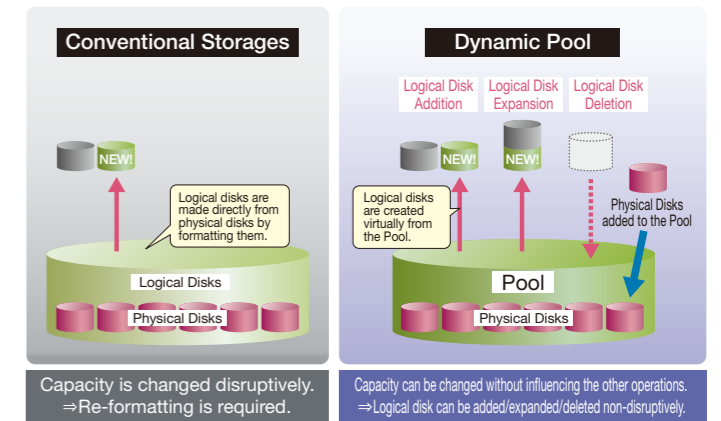 Conventional Storages
NEW!
Logical disks are
made directly from
physical disks by
formatting them.
Logical Disks
Physical Disks
Capacity is changed disruptively.
⇒Re-formatting is required.
Dynamic Pool
Logical Disk
Addition
Logical Disk
Expansion
Logical Disk
Deletion
NEW!
NEW!
Logical disks
are created
virtually from
the Pool.
Physical Disks
added to the Pool
Pool
Physical Disks
Capacity can be changed without influencing the other operations.
⇒Logical disk can be added/expanded/deleted non-disruptively.